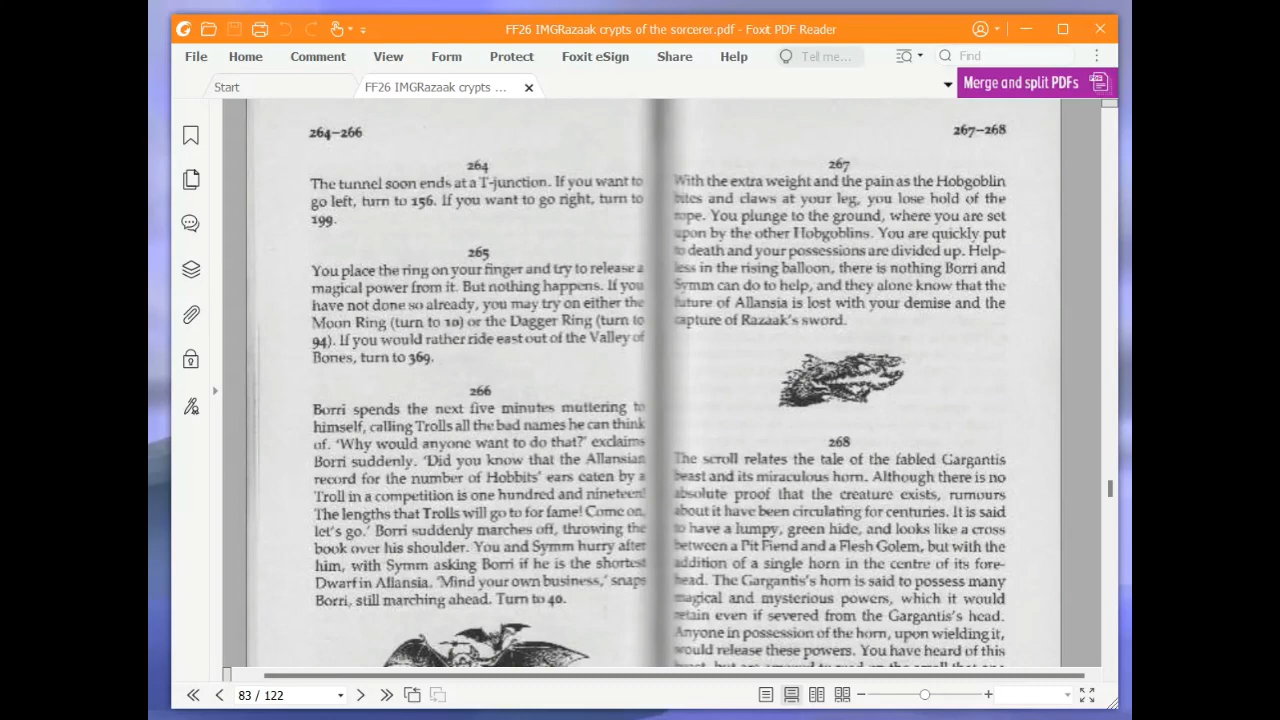 FF26 IMGRazaak crypts of the sorcerer.pdf - Foxit PDF Reader
File Home Comment View Form Protect Foxit eSign Share Help Tell me... Find
Start FF26 IMGRazaak crypts ... Merge and split PDFs
264–266
264
The tunnel soon ends at a T-junction. If you want to
go left, turn to 156. If you want to go right, turn to
199.
265
You place the ring on your finger and try to release a
magical power from it. But nothing happens. If you
have not done so already, you may try on either the
Moon Ring (turn to 10) or the Dagger Ring (turn to
94). If you would rather ride east out of the Valley of
Bones, turn to 369.
266
Borri spends the next five minutes muttering to
himself, calling Trolls all the bad names he can think
of. ‘Why would anyone want to do that?’ exclaims
Borri suddenly. ‘Did you know that the Allansian
record for the number of Hobbits’ ears eaten by a
Troll in a competition is one hundred and nineteen!
The lengths that Trolls will go to for fame! Come on,
let’s go.’ Borri suddenly marches off, throwing the
book over his shoulder. You and Symm hurry after
him, with Symm asking Borri if he is the shortest
Dwarf in Allansia. ‘Mind your own business,’ snaps
Borri, still marching ahead. Turn to 40.
267–268
267
With the extra weight and the pain as the Hobgoblin
bites and claws at your leg, you lose hold of the
rope. You plunge to the ground, where you are set
upon by the other Hobgoblins. You are quickly put
to death and your possessions are divided up. Help-
less in the rising balloon, there is nothing Borri and
Symm can do to help, and they alone know that the
future of Allansia is lost with your demise and the
capture of Razaak’s sword.
268
The scroll relates the tale of the fabled Gargantis
beast and its miraculous horn. Although there is no
absolute proof that the creature exists, rumours
about it have been circulating for centuries. It is said
to have a lumpy, green hide, and looks like a cross
between a Pit Fiend and a Flesh Golem, but with the
addition of a single horn in the centre of its fore-
head. The Gargantis’s horn is said to possess many
magical and mysterious powers, which it would
retain even if severed from the Gargantis’s head.
Anyone in possession of the horn, upon wielding it,
would release these powers. You have heard of this
83 / 122